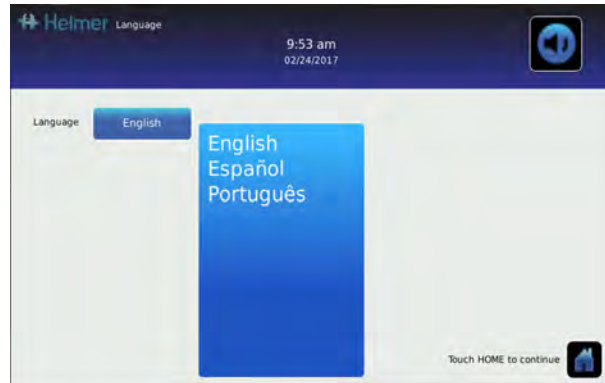 Helmer Language
9:53 am
02/24/2017
Language English
English
Español
Português
Touch HOME to continue